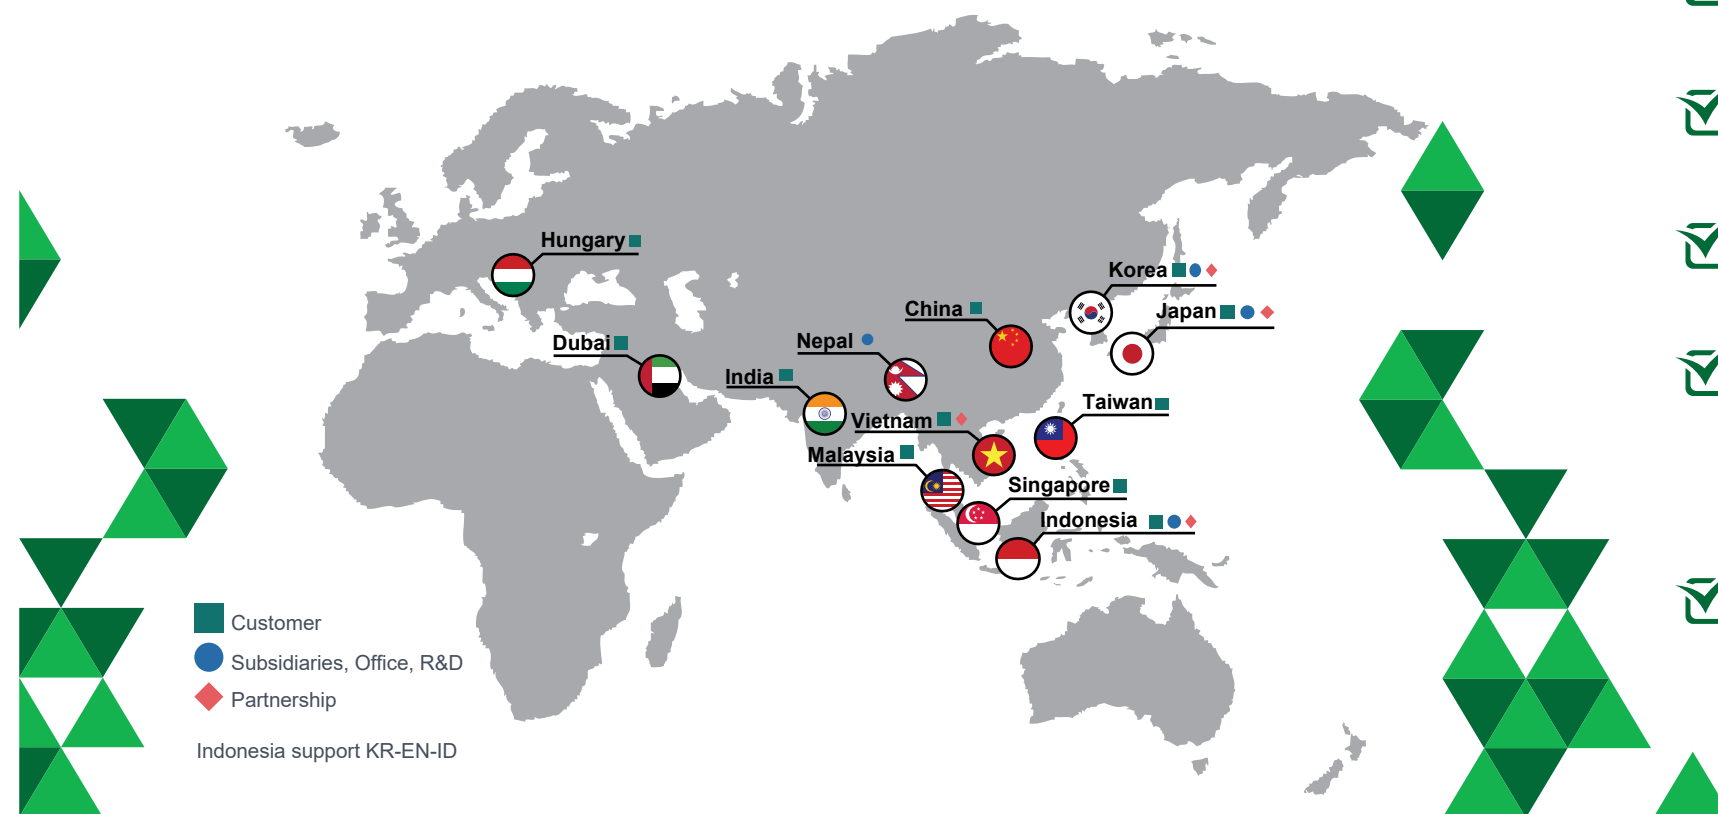 Hungary
Korea
China
Japan
Dubai
Nepal
India
Taiwan
Vietnam
Malaysia
Singapore
Indonesia
Customer
Subsidiaries, Office, R&D
Partnership
Indonesia support KR-EN-ID